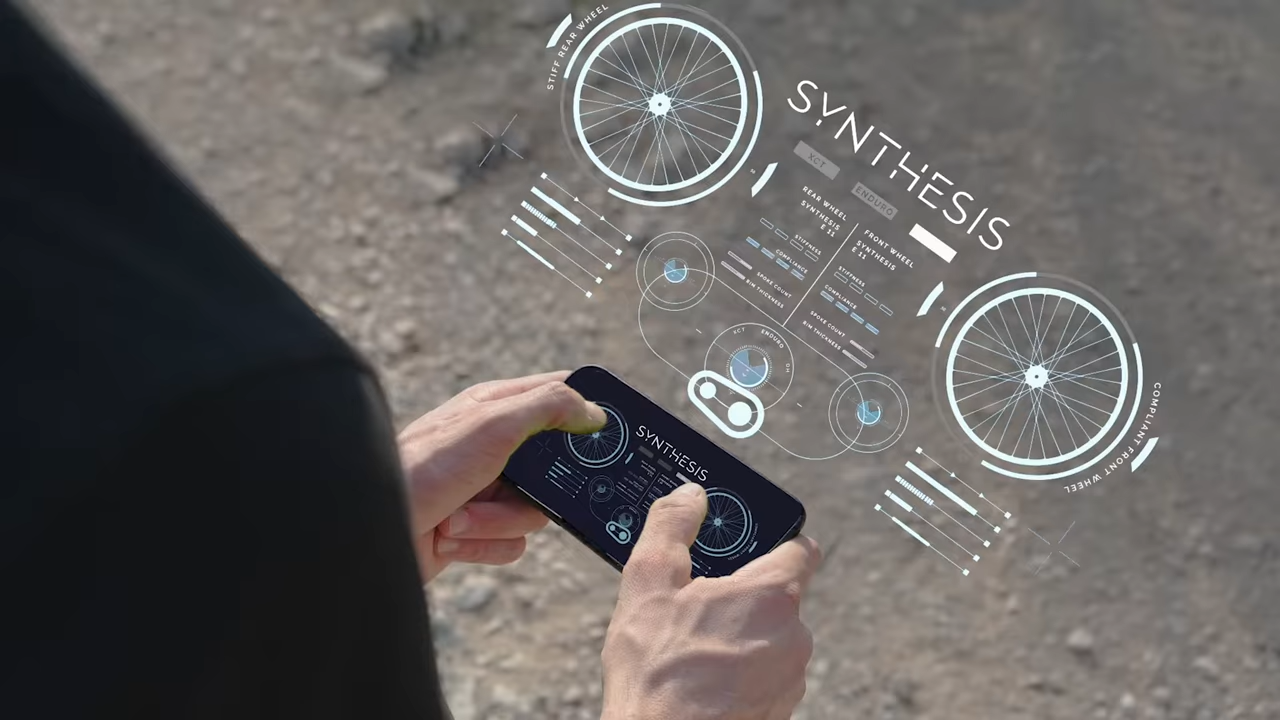 STIFF REAR WHEEL
SYNTHESIS
XCT
ENDURO
REAR WHEEL
SYNTHESIS
E 11
STIFFNESS
COMPLIANCE
SPOKE COUNT
RIM THICKNESS
FRONT WHEEL
SYNTHESIS
E 11
STIFFNESS
COMPLIANCE
SPOKE COUNT
RIM THICKNESS
XCT
ENDURO
DH
COMPLIANT FRONT WHEEL
SYNTHESIS